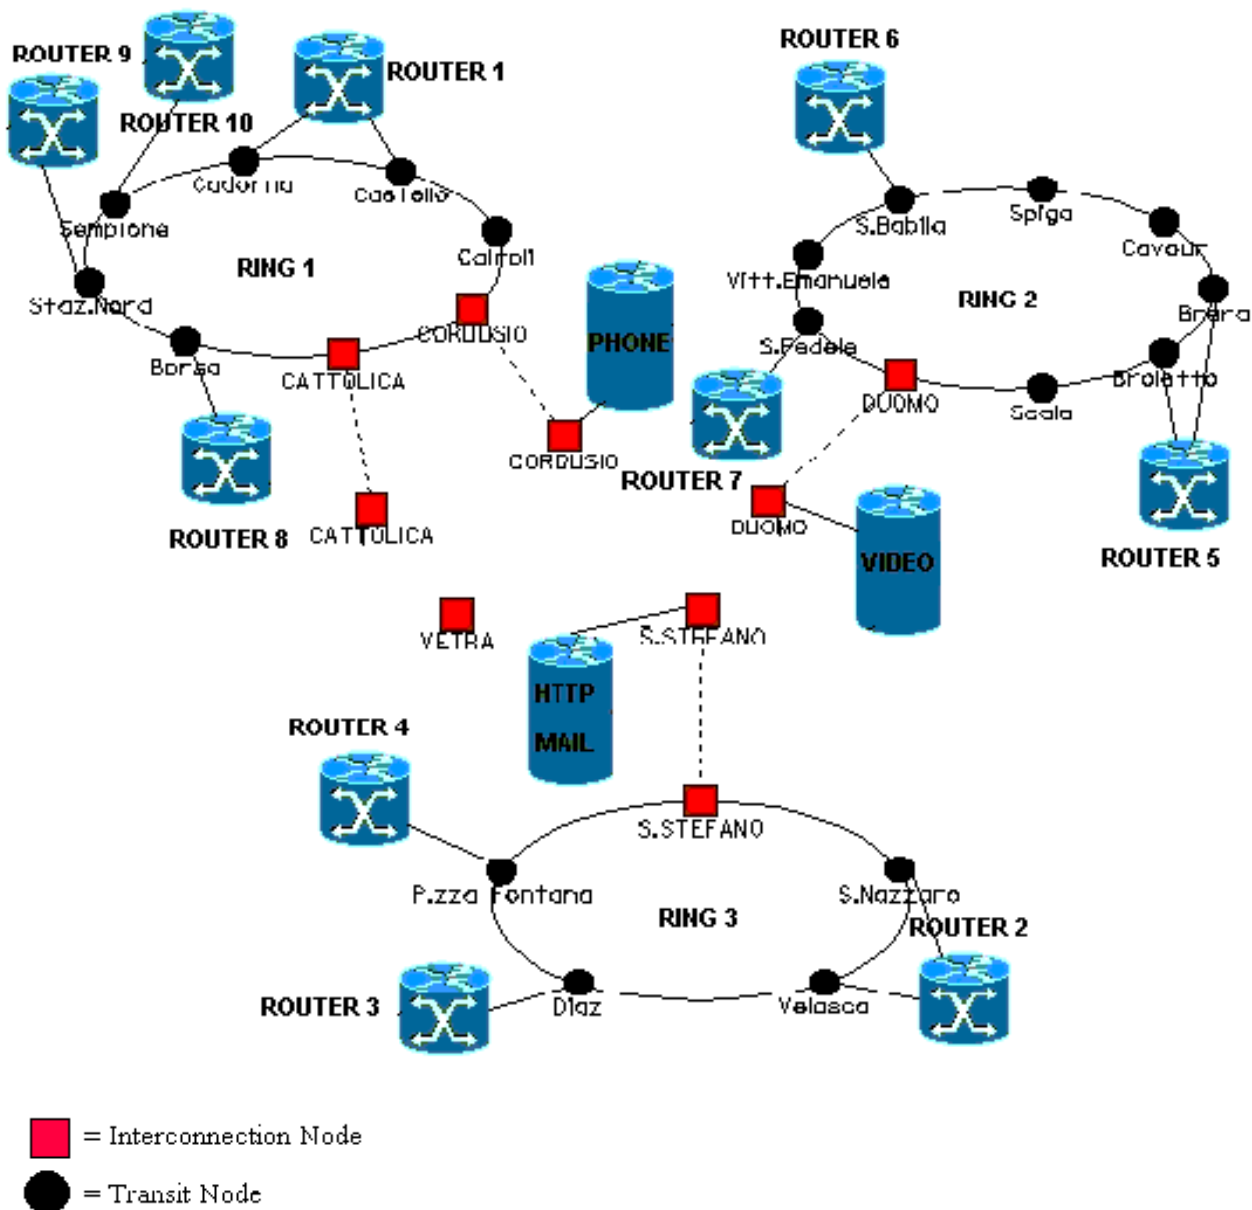 ROUTER 9
ROUTER 10
ROUTER 1
ROUTER 6
Cadorna
Castello
Sempione
Cairoli
RING 1
Staz.Nord
CORDUSIO
Borsa
CATTOLICA
PHONE
S.Babila
Spiga
Cavour
Vitt.Emanuele
RING 2
Brera
S.Fedele
Broletto
DUOMO
Scala
CORDUSIO
ROUTER 7
ROUTER 8
CATTOLICA
DUOMO
VIDEO
ROUTER 5
VETRA
S.STEFANO
HTTP
MAIL
ROUTER 4
S.STEFANO
P.zza Fontana
S.Nazzaro
RING 3
ROUTER 2
ROUTER 3
Diaz
Velasca
= Interconnection Node
= Transit Node